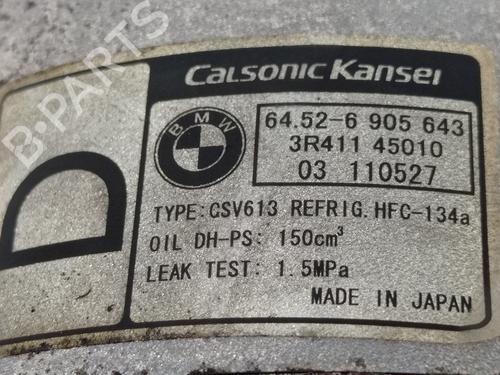 CALSONIC KANSEI
BMW
64.52-6 905 643
3R411 45010
03 110527
TYPE:CSV613 REFRIG.HFC-134a
OIL DH-PS: 150cm³
LEAK TEST: 1.5MPa
MADE IN JAPAN
D
B-PARTS